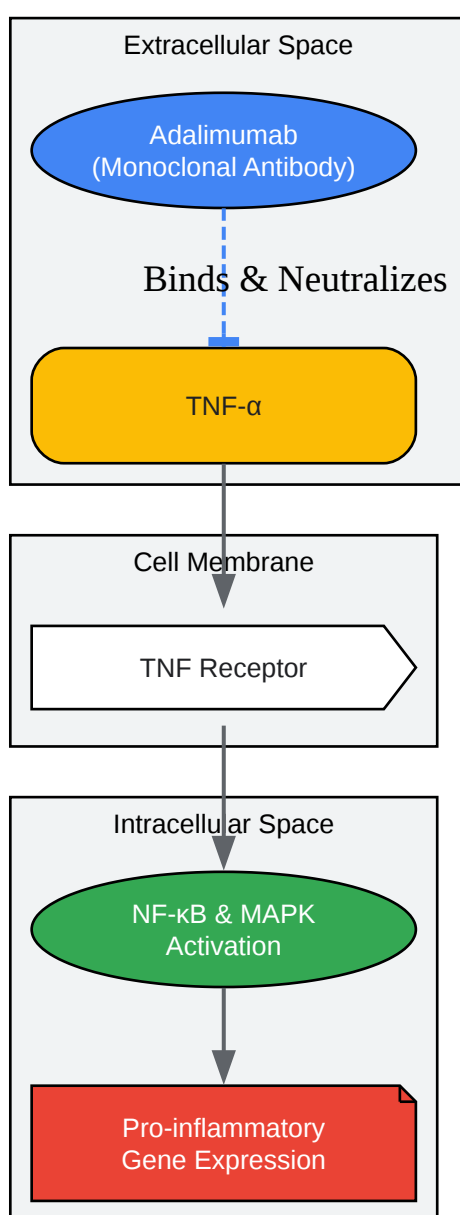 Extracellular Space
Adalimumab
(Monoclonal Antibody)
Binds & Neutralizes
TNF-α
Cell Membrane
TNF Receptor
Intracellular Space
NF-κB & MAPK
Activation
Pro-inflammatory
Gene Expression